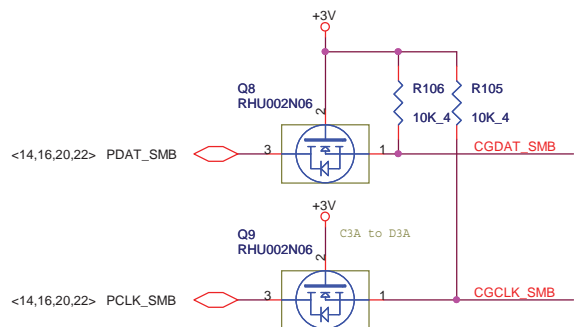 +3V
Q8
RHU002N06
R106
R105
2
10K_4
10K_4
<14,16,20,22> PDAT_SMB
3
1
CGDAT_SMB
+3V
Q9
RHU002N06
C3A to D3A
2
<14,16,20,22> PCLK_SMB
3
1
CGCLK_SMB